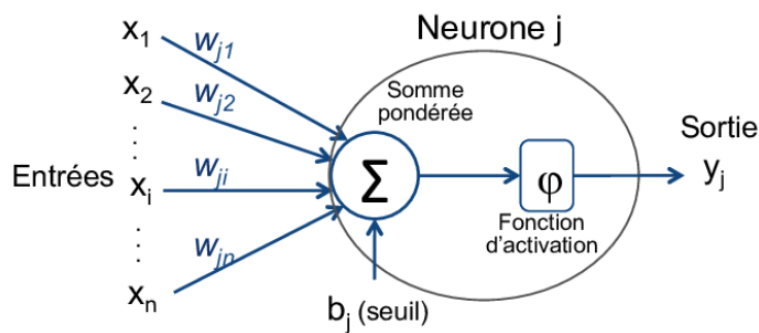 Neurone j
x1
wj1
x2
wj2
Somme
pondérée
Entrées
xi
wji
Σ
φ
Sortie
yj
Fonction
d'activation
wjn
xn
bj (seuil)